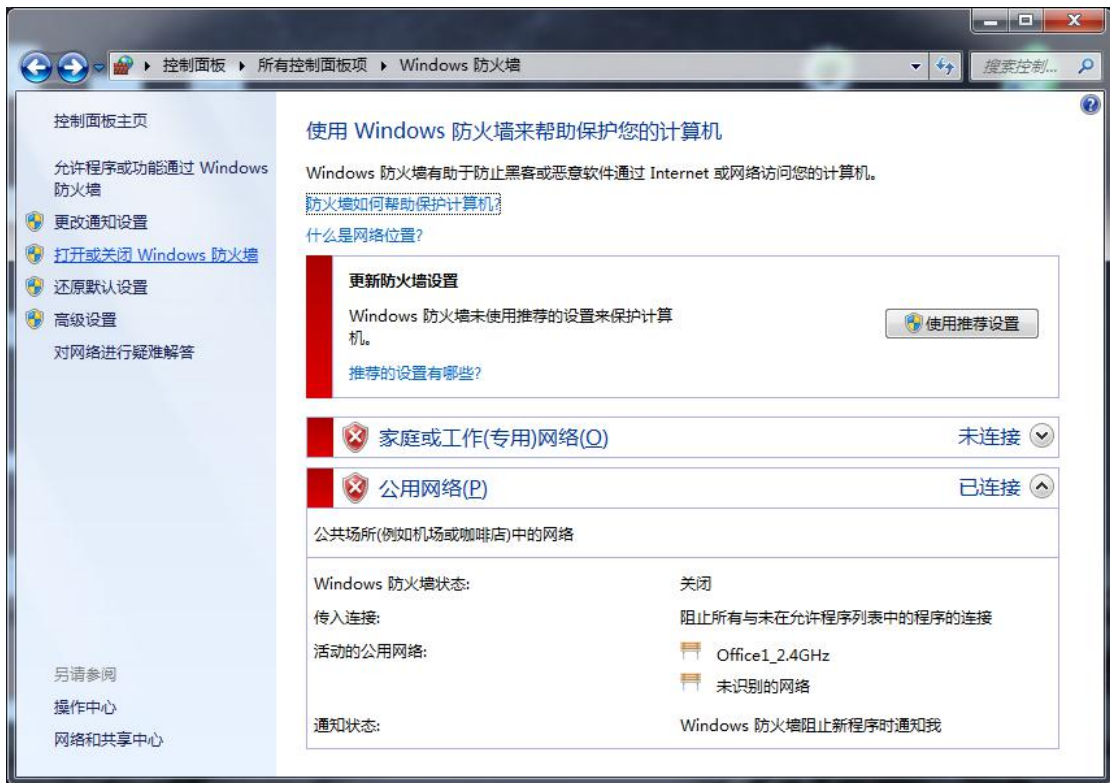 控制面板 ▸ 所有控制面板项 ▸ Windows 防火墙
搜索控制...
控制面板主页
允许程序或功能通过 Windows
防火墙
更改通知设置
打开或关闭 Windows 防火墙
还原默认设置
高级设置
对网络进行疑难解答
另请参阅
操作中心
网络和共享中心
使用 Windows 防火墙来帮助保护您的计算机
Windows 防火墙有助于防止黑客或恶意软件通过 Internet 或网络访问您的计算机。
防火墙如何帮助保护计算机?
什么是网络位置?
更新防火墙设置
Windows 防火墙未使用推荐的设置来保护计算
机。
使用推荐设置
推荐的设置有哪些?
家庭或工作(专用)网络(O) 未连接
公用网络(P) 已连接
公共场所(例如机场或咖啡店)中的网络
Windows 防火墙状态: 关闭
传入连接: 阻止所有与未在允许程序列表中的程序的连接
活动的公用网络: Office1_2.4GHz
未识别的网络
通知状态: Windows 防火墙阻止新程序时通知我